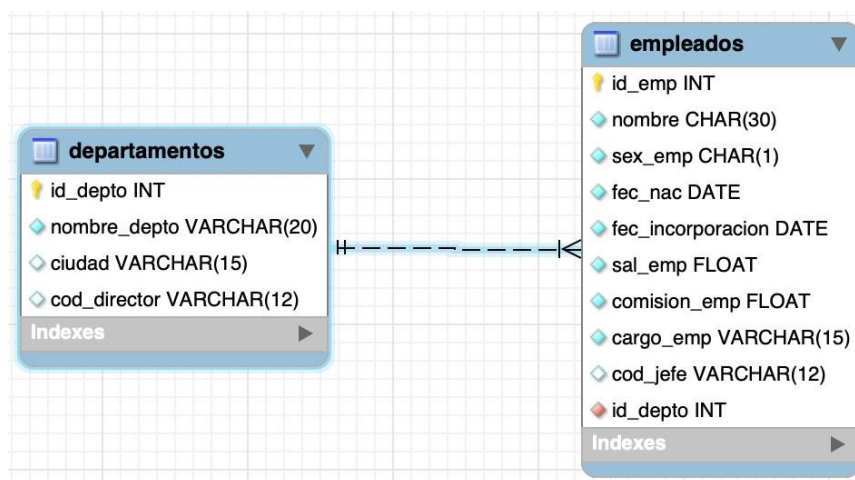 departamentos
id_depto INT
nombre_depto VARCHAR(20)
ciudad VARCHAR(15)
cod_director VARCHAR(12)
Indexes
empleados
id_emp INT
nombre CHAR(30)
sex_emp CHAR(1)
fec_nac DATE
fec_incorporacion DATE
sal_emp FLOAT
comision_emp FLOAT
cargo_emp VARCHAR(15)
cod_jefe VARCHAR(12)
id_depto INT
Indexes